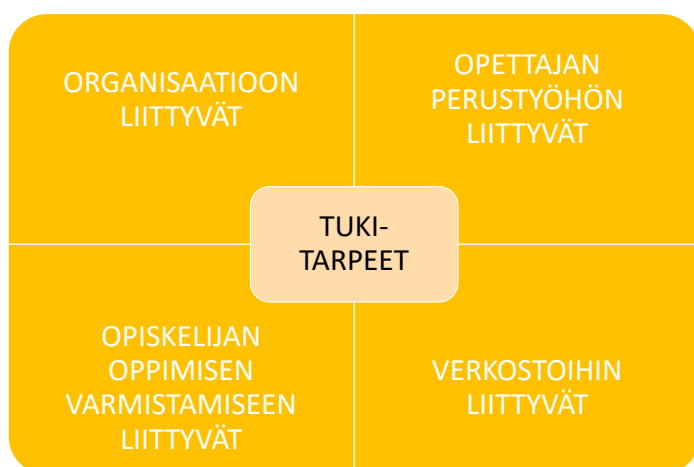 ORGANISAATIOON
LIITTYVÄT
OPETTAJAN
PERUSTYÖHÖN
LIITTYVÄT
TUKI-
TARPEET
OPISKELIJAN
OPPIMISEN
VARMISTAMISEEN
LIITTYVÄT
VERKOSTOIHIN
LIITTYVÄT